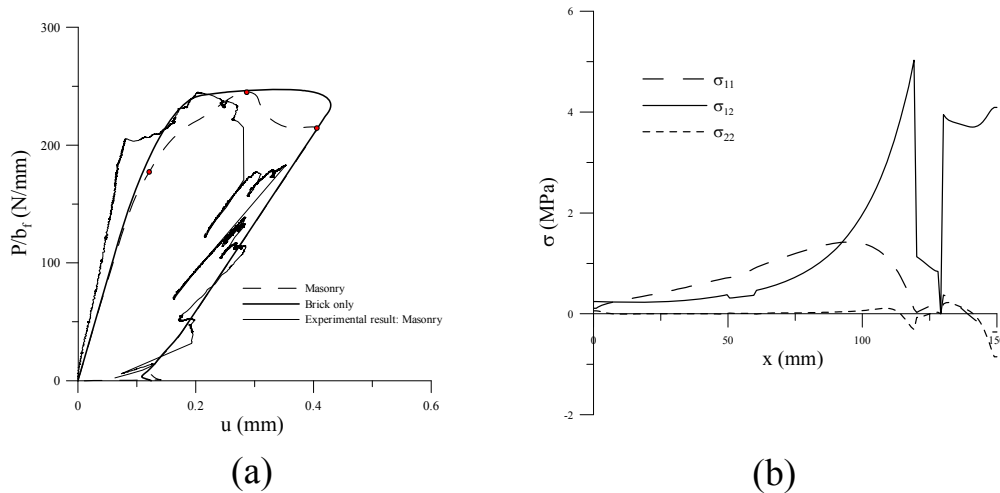 300
200
100
0
P/b_f (N/mm)
Masonry
Brick only
Experimental result: Masonry
0
0.2
0.4
0.6
u (mm)
(a)
6
4
2
0
-2
σ (MPa)
σ₁₁
σ₁₂
σ₂₂
0
50
100
150
x (mm)
(b)